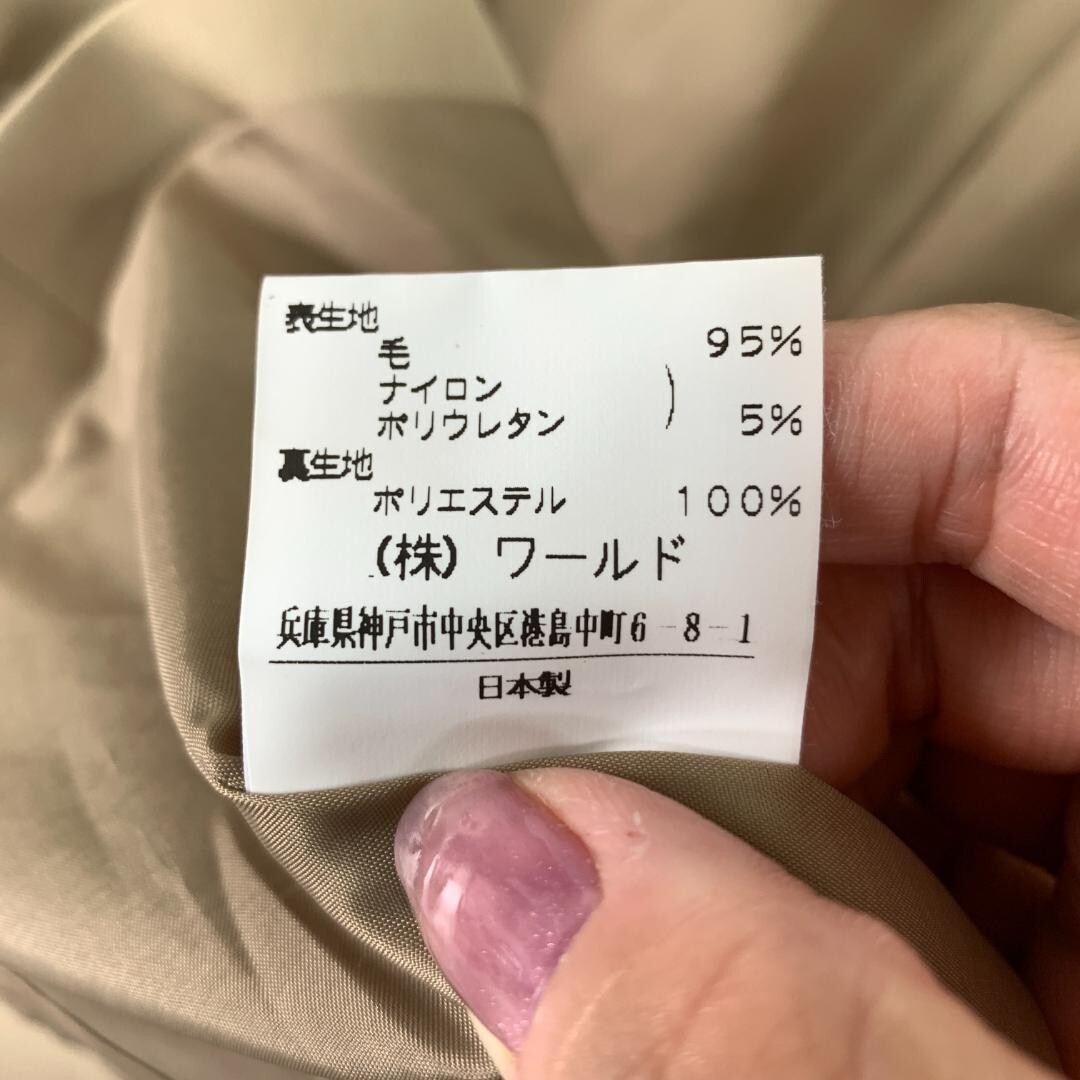 表生地
毛 95%
ナイロン
ポリウレタン ) 5%
裏生地
ポリエステル 100%
(株) ワールド
兵庫県神戸市中央区港島中町6-8-1
日本製